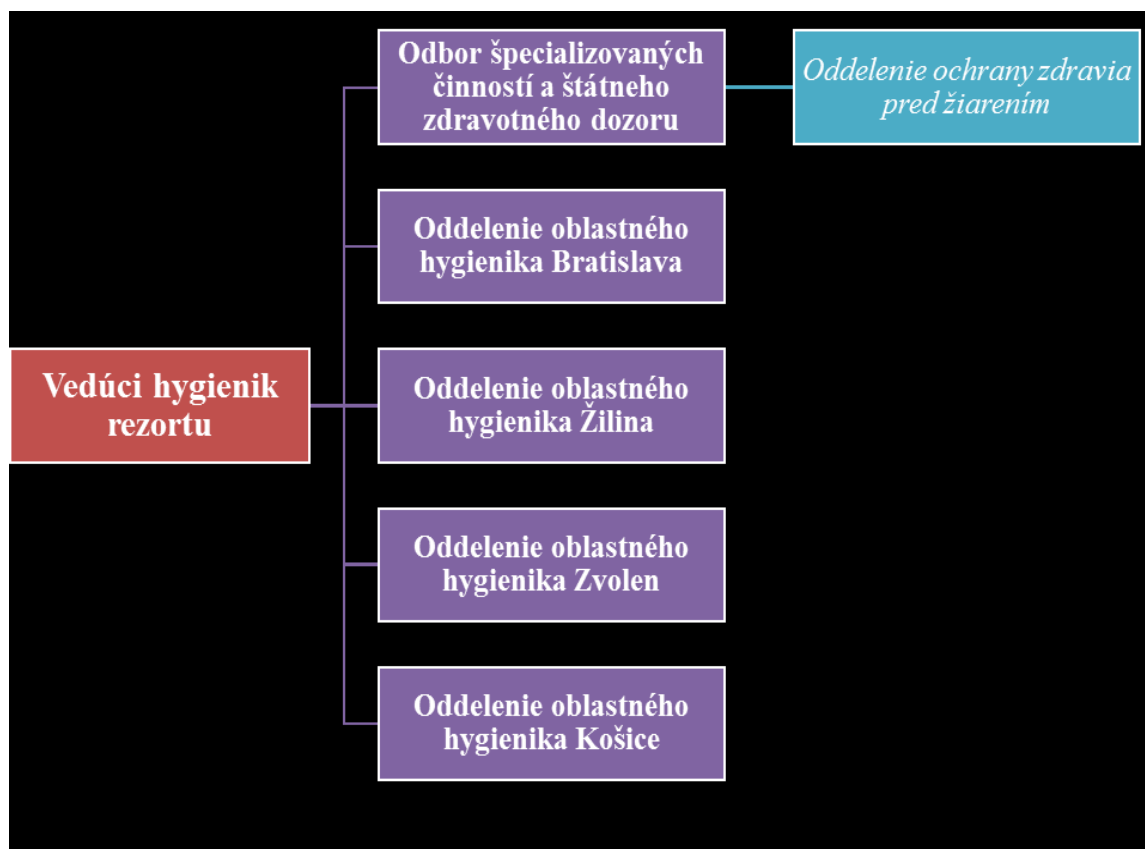 Odbor špecializovaných
činností a štátneho
zdravotného dozoru
Oddelenie ochrany zdravia
pred žiarením
Oddelenie oblastného
hygienika Bratislava
Vedúci hygienik
rezortu
Oddelenie oblastného
hygienika Žilina
Oddelenie oblastného
hygienika Zvolen
Oddelenie oblastného
hygienika Košice